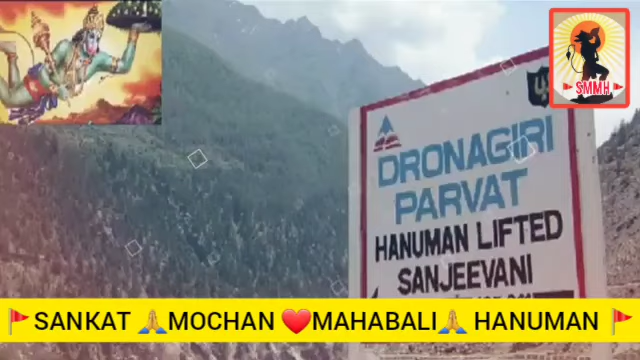 SMMH
DRONAGIRI
PARVAT
HANUMAN LIFTED
SANJEEVANI
🚩SANKAT 🙏MOCHAN ❤️MAHABALI🙏 HANUMAN 🚩